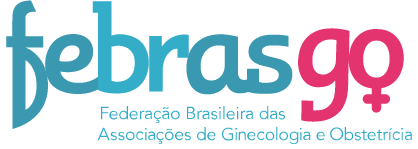 febrasgo
Federação Brasileira das
Associações de Ginecologia e Obstetrícia